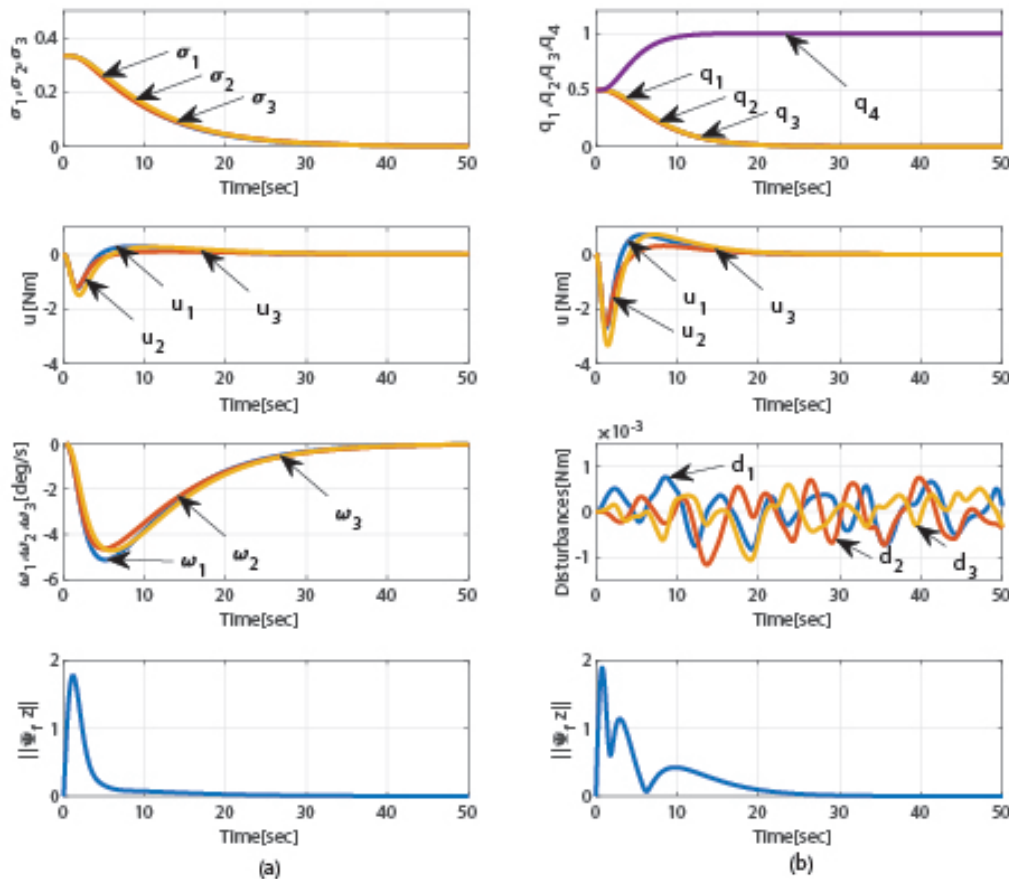 σ₁,σ₂,σ₃
0.4
0.2
0
σ₁
σ₂
σ₃
0 10 20 30 40 50
Time[sec]
q₁,q₂,q₃,q₄
1
0.5
0
q₁
q₂
q₃
q₄
0 10 20 30 40 50
Time[sec]
u[Nm]
0
-2
-4
u₁
u₂
u₃
0 10 20 30 40 50
Time[sec]
u[Nm]
0
-2
-4
u₁
u₂
u₃
0 10 20 30 40 50
Time[sec]
ω₁,ω₂,ω₃[deg/s]
0
-2
-4
-6
ω₁
ω₂
ω₃
0 10 20 30 40 50
Time[sec]
×10⁻³
Disturbances[Nm]
1
0
-1
d₁
d₂
d₃
0 10 20 30 40 50
Time[sec]
||Ψ_f z||
2
1
0
0 10 20 30 40 50
Time[sec]
(a)
||Ψ_f z||
2
1
0
0 10 20 30 40 50
Time[sec]
(b)